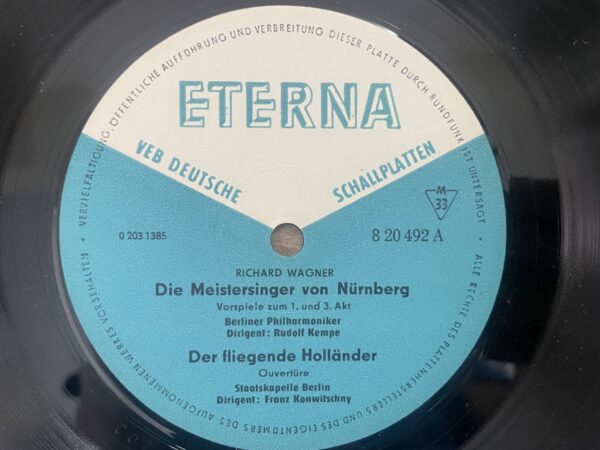 ALLE RECHTE DES PLATTENHERSTELLERS UND DES EIGENTÜMERS DES AUFGENOMMENEN WERKES VORBEHALTEN · VERVIELFÄLTIGUNG, ÖFFENTLICHE AUFFÜHRUNG UND VERBREITUNG DIESER PLATTE DURCH RUNDFUNK IST UNTERSAGT ·
ETERNA
VEB DEUTSCHE SCHALLPLATTEN
M
33
0 203 1385
8 20 492 A
RICHARD WAGNER
Die Meistersinger von Nürnberg
Vorspiele zum 1. und 3. Akt
Berliner Philharmoniker
Dirigent: Rudolf Kempe
Der fliegende Holländer
Ouvertüre
Staatskapelle Berlin
Dirigent: Franz Konwitschny